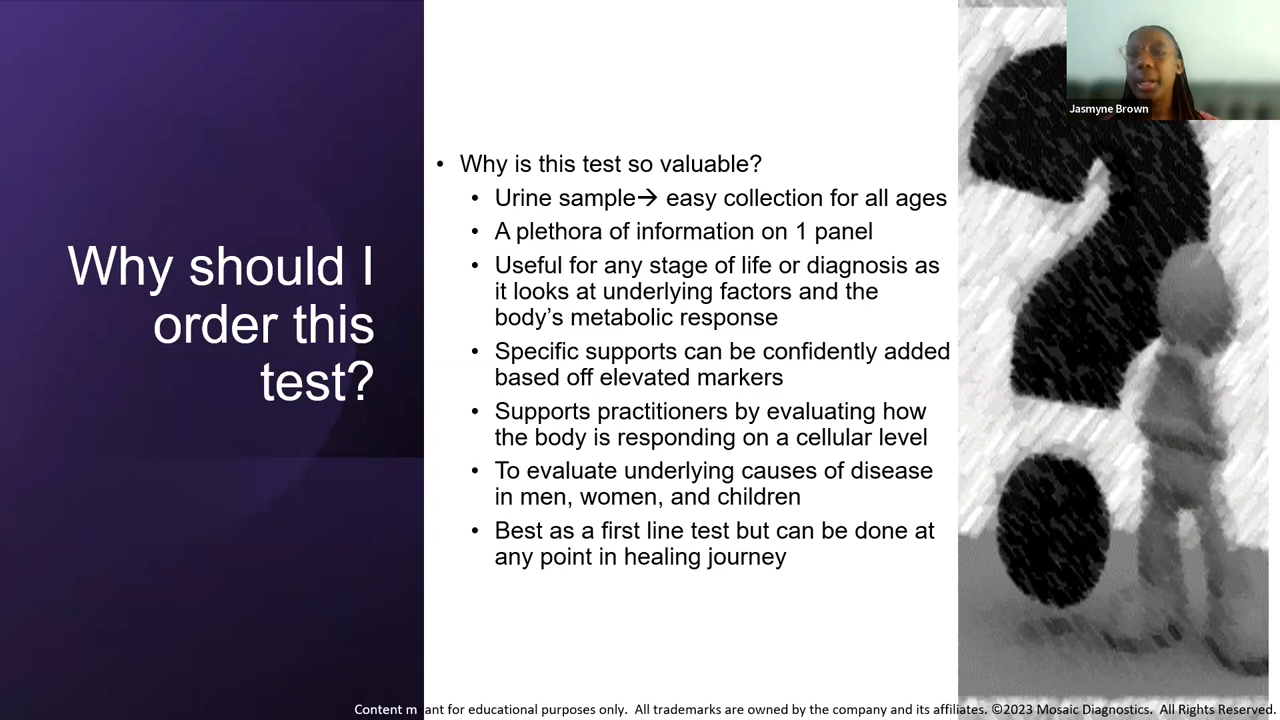 Why should I
order this
test?
• Why is this test so valuable?
• Urine sample→ easy collection for all ages
• A plethora of information on 1 panel
• Useful for any stage of life or diagnosis as
it looks at underlying factors and the
body's metabolic response
• Specific supports can be confidently added
based off elevated markers
• Supports practitioners by evaluating how
the body is responding on a cellular level
• To evaluate underlying causes of disease
in men, women, and children
• Best as a first line test but can be done at
any point in healing journey
Jasmyne Brown
Content m ant for educational purposes only. All trademarks are owned by the company and its affiliates. ©2023 Mosaic Diagnostics. All Rights Reserved.